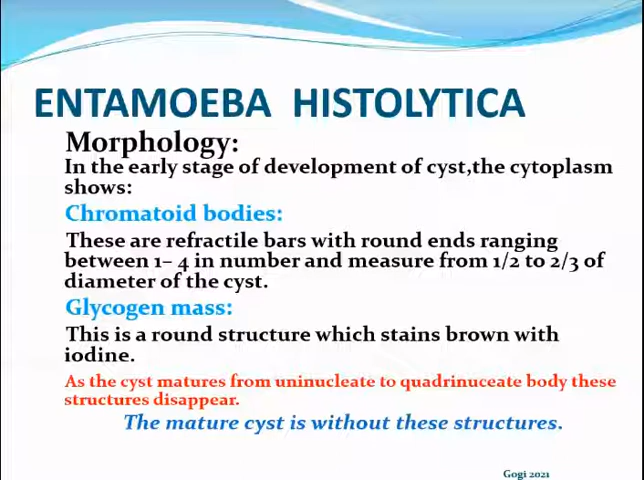 ENTAMOEBA HISTOLYTICA
Morphology:
In the early stage of development of cyst,the cytoplasm
shows:
Chromatoid bodies:
These are refractile bars with round ends ranging
between 1– 4 in number and measure from 1/2 to 2/3 of
diameter of the cyst.
Glycogen mass:
This is a round structure which stains brown with
iodine.
As the cyst matures from uninucleate to quadrinuceate body these
structures disappear.
The mature cyst is without these structures.
Gogi 2021